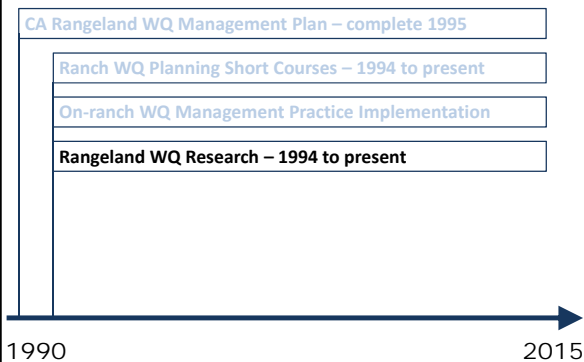 CA Rangeland WQ Management Plan – complete 1995
Ranch WQ Planning Short Courses – 1994 to present
On-ranch WQ Management Practice Implementation
Rangeland WQ Research – 1994 to present
1990
2015